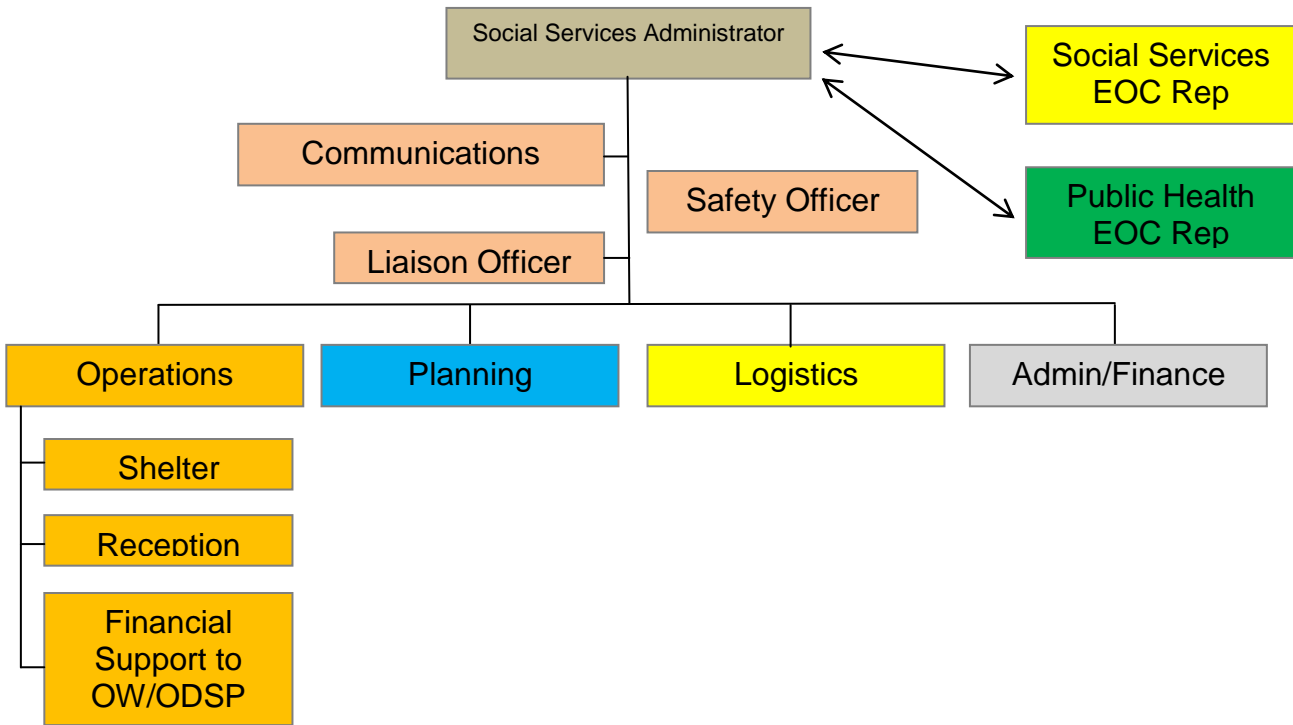 Social Services Administrator
Social Services
EOC Rep
Communications
Safety Officer
Public Health
EOC Rep
Liaison Officer
Operations
Planning
Logistics
Admin/Finance
Shelter
Reception
Financial
Support to
OW/ODSP